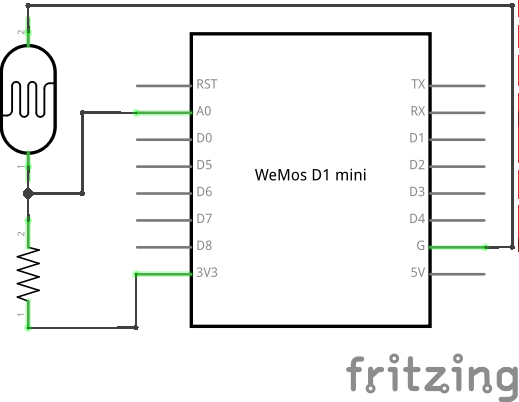 2
1
2
1
RST
A0
D0
D5
D6
D7
D8
3V3
WeMos D1 mini
TX
RX
D1
D2
D3
D4
G
5V
fritzing